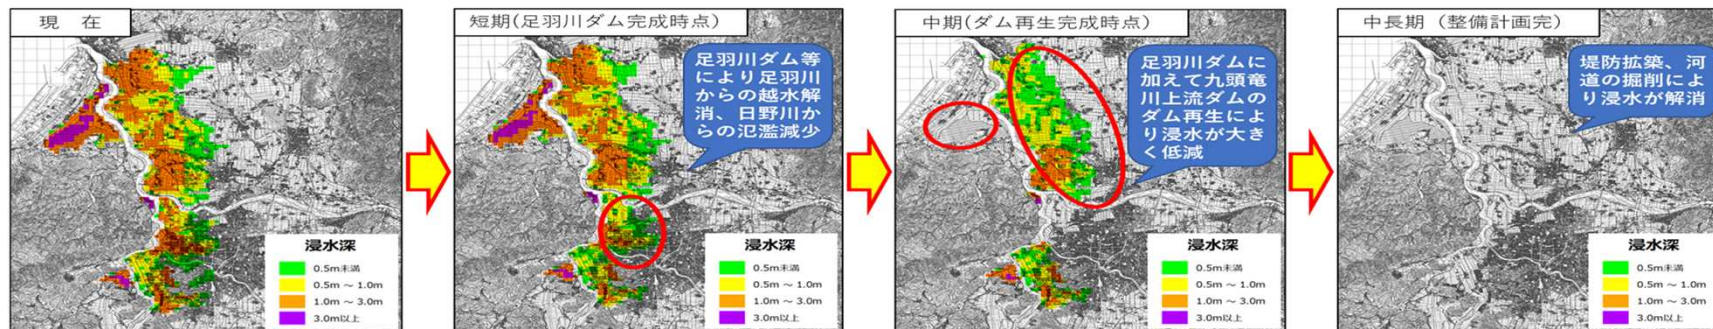 現 在
浸水深
0.5m未満
0.5m ～ 1.0m
1.0m ～ 3.0m
3.0m以上
短期(足羽川ダム完成時点)
足羽川ダム等
により足羽川
からの越水解
消、日野川か
らの氾濫減少
浸水深
0.5m未満
0.5m ～ 1.0m
1.0m ～ 3.0m
3.0m以上
中期(ダム再生完成時点)
足羽川ダムに
加えて九頭竜
川上流ダムの
ダム再生によ
り浸水が大き
く低減
浸水深
0.5m未満
0.5m ～ 1.0m
1.0m ～ 3.0m
3.0m以上
中長期（整備計画完）
堤防拡築、河
道の掘削によ
り浸水が解消
浸水深
0.5m未満
0.5m ～ 1.0m
1.0m ～ 3.0m
3.0m以上